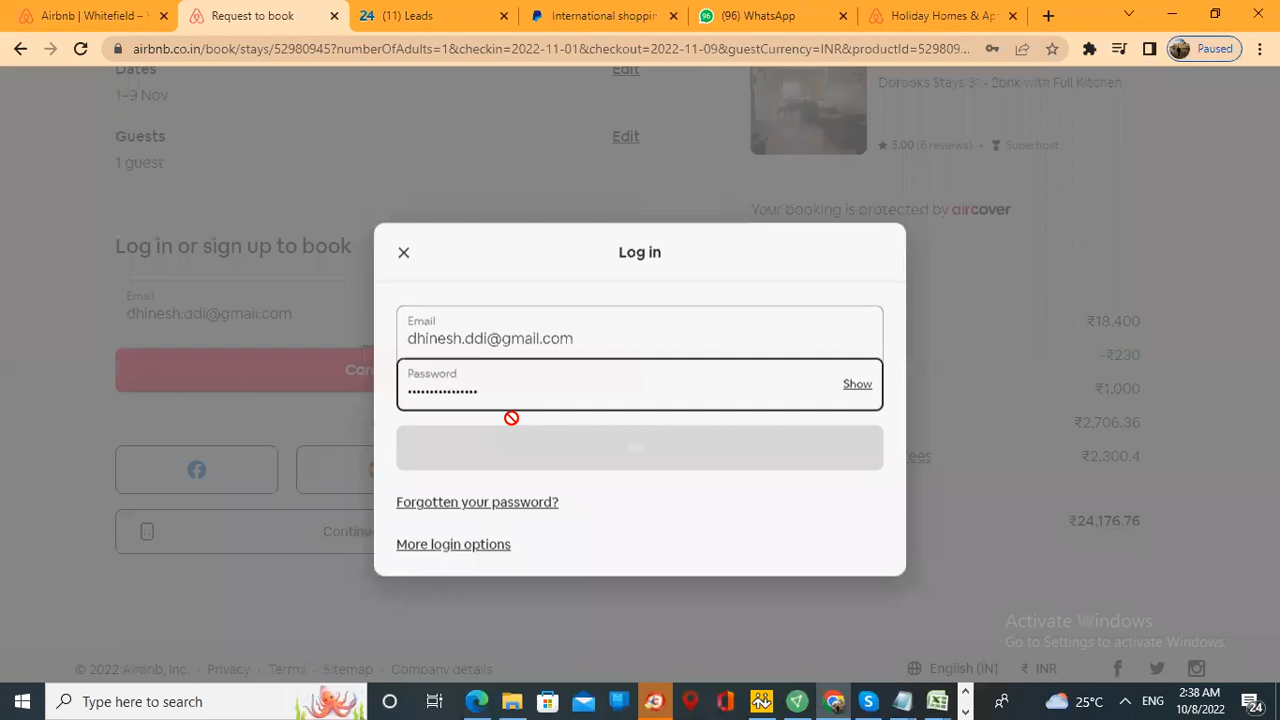 Airbnb | Whitefield –
Request to book
24 (11) Leads
International shoppin
(96) WhatsApp
Holiday Homes & Ap
airbnb.co.in/book/stays/52980945?numberOfAdults=1&checkin=2022-11-01&checkout=2022-11-09&guestCurrency=INR&productId=529809...
Paused
Dates
Edit
1–9 Nov
Guests
Edit
1 guest
Dbrooks Stays 3* - 2bhk with Full Kitchen
5.00 (6 reviews) • Superhost
Your booking is protected by aircover
Log in or sign up to book
Email
dhinesh.ddi@gmali.com
Con
Continu
Log in
Email
dhinesh.ddi@gmail.com
Password
••••••••••••••••
Show
Forgotten your password?
More login options
₹18.400
-₹230
₹1.000
₹2,706.36
ees
₹2,300.4
₹24,176.76
Activate Windows
Go to Settings to activate Windows.
© 2022 Airbnb, Inc. · Privacy · Terms · Sitemap · Company details
English (IN)
₹ INR
Type here to search
25°C
ENG
2:38 AM
10/8/2022
24